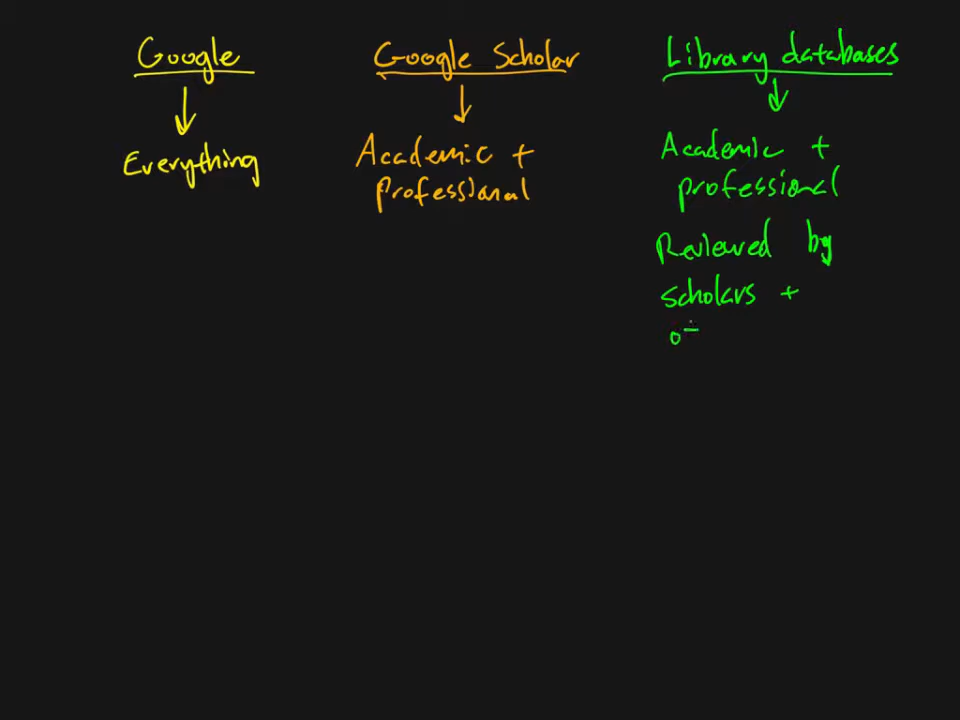 Google
Everything
Google Scholar
Academic +
professional
Library databases
Academic +
professional
Reviewed by
scholars +